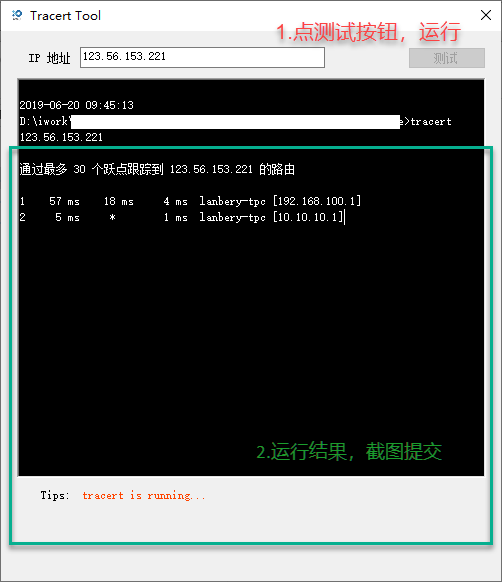 Tracert Tool
1.点测试按钮，运行
IP 地址 123.56.153.221 测试
2019-06-20 09:45:13
D:\iwork\ e>tracert
123.56.153.221
通过最多 30 个跃点跟踪到 123.56.153.221 的路由
1 57 ms 18 ms 4 ms lanbery-tpc [192.168.100.1]
2 5 ms * 1 ms lanbery-tpc [10.10.10.1]
2.运行结果，截图提交
Tips: tracert is running...